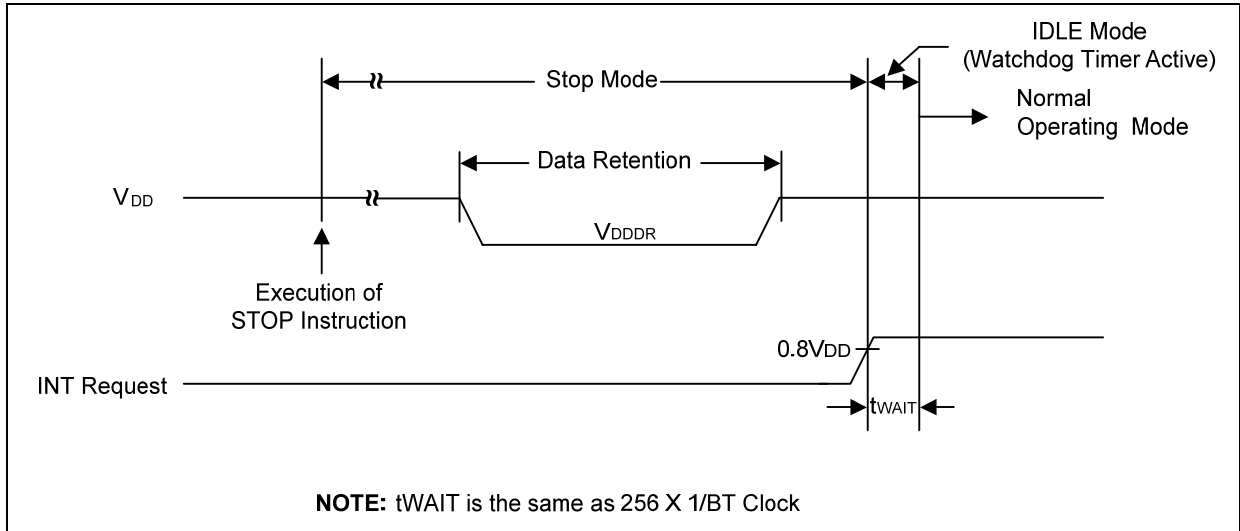 IDLE Mode
(Watchdog Timer Active)
Stop Mode
Normal
Operating Mode
Data Retention
VDD
VDDDR
Execution of
STOP Instruction
0.8VDD
INT Request
tWAIT
NOTE: tWAIT is the same as 256 X 1/BT Clock